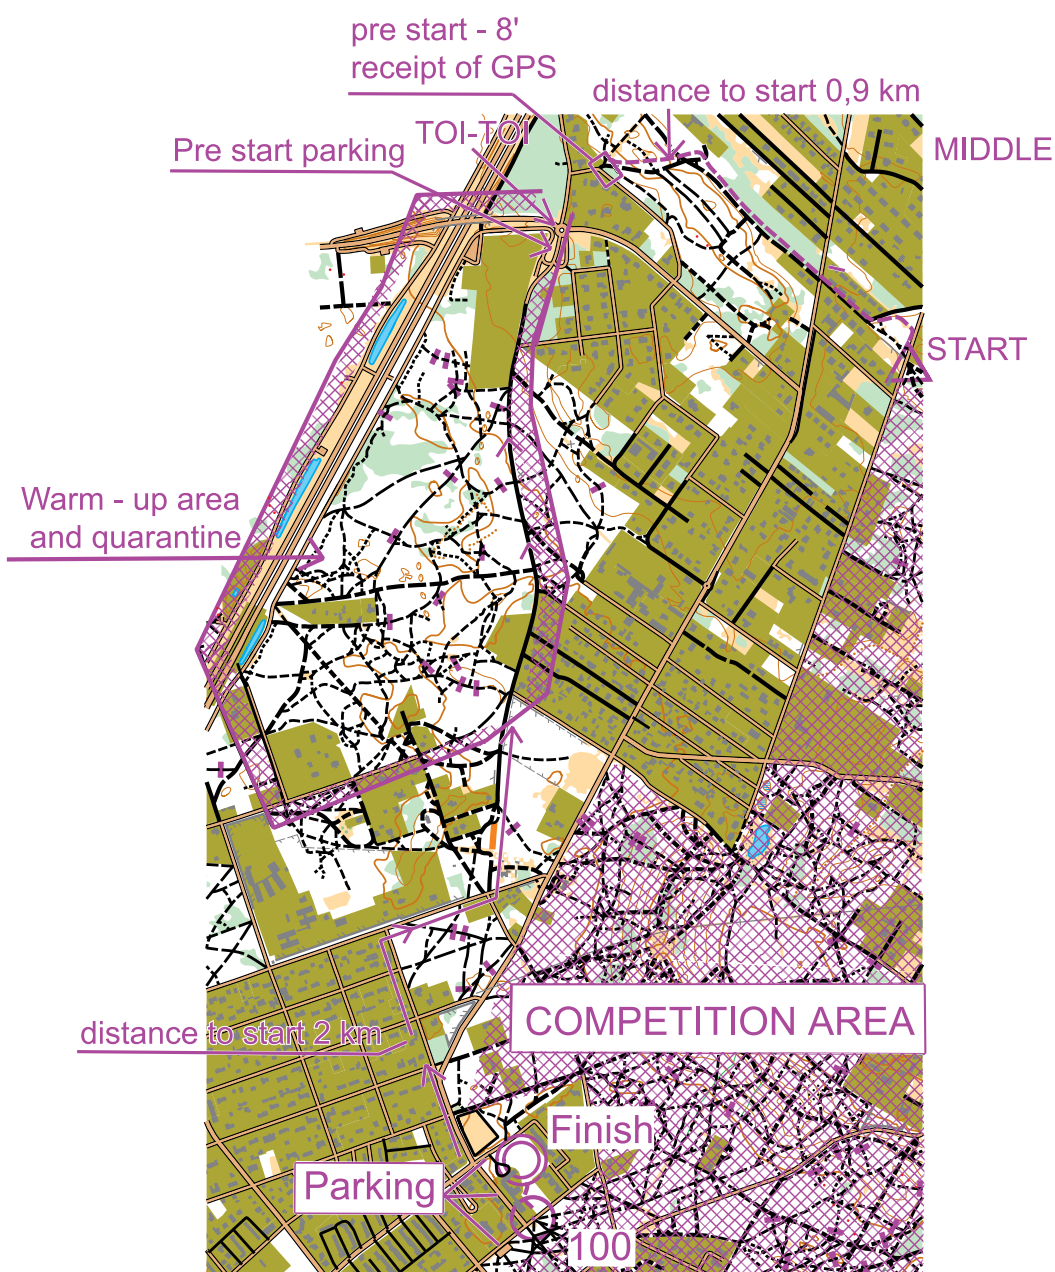 pre start - 8'
receipt of GPS
distance to start 0,9 km
TOI-TOI
Pre start parking
MIDDLE
START
Warm - up area
and quarantine
COMPETITION AREA
distance to start 2 km
Finish
Parking
100